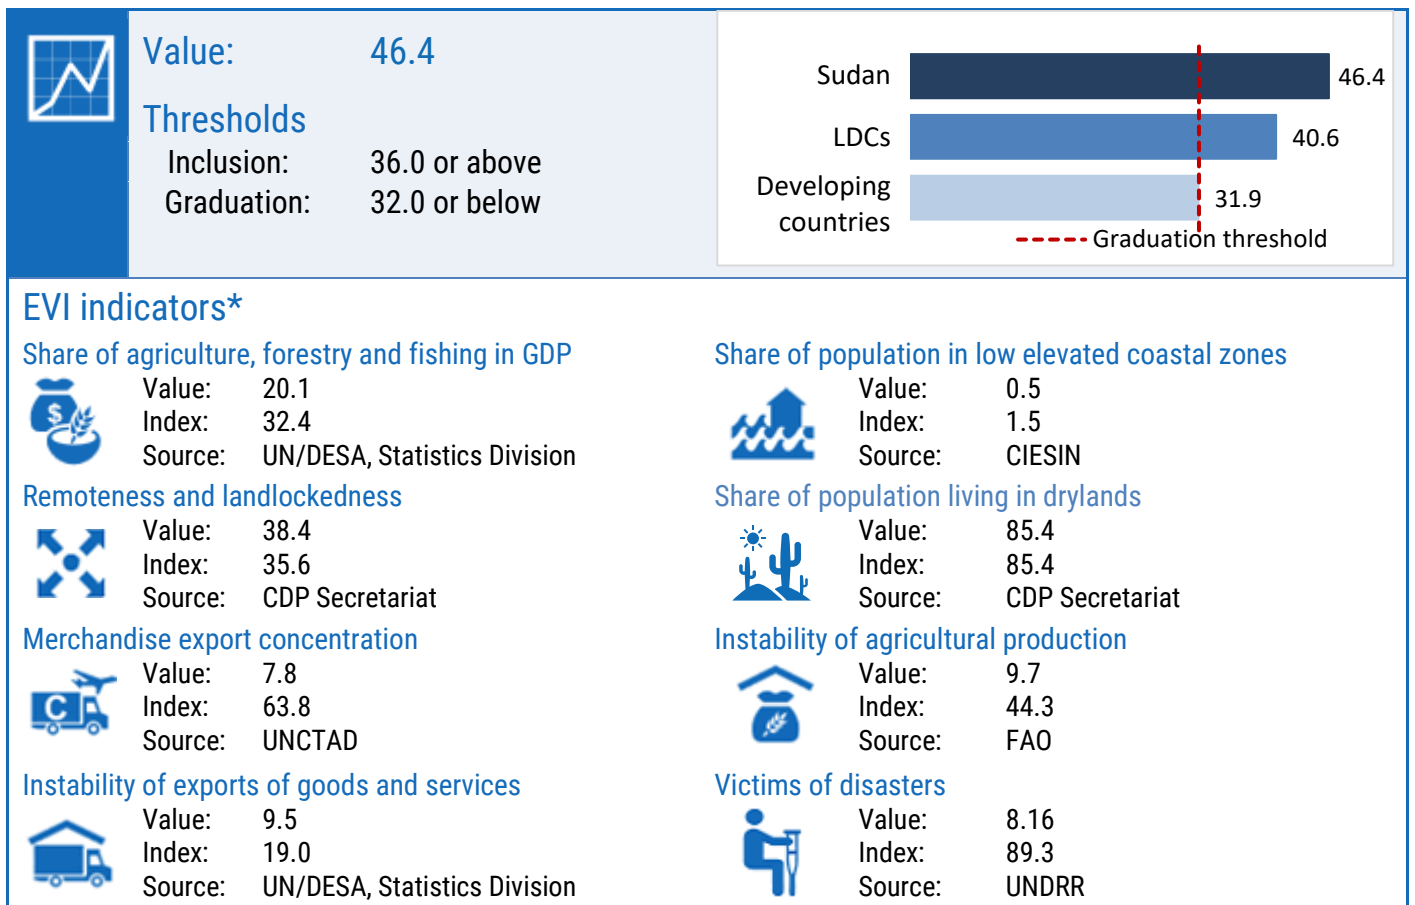 Value: 46.4
Thresholds
Inclusion: 36.0 or above
Graduation: 32.0 or below
Sudan 46.4
LDCs 40.6
Developing
countries 31.9
Graduation threshold
EVI indicators*
Share of agriculture, forestry and fishing in GDP
Value: 20.1
Index: 32.4
Source: UN/DESA, Statistics Division
Remoteness and landlockedness
Value: 38.4
Index: 35.6
Source: CDP Secretariat
Merchandise export concentration
Value: 7.8
Index: 63.8
Source: UNCTAD
C
Instability of exports of goods and services
Value: 9.5
Index: 19.0
Source: UN/DESA, Statistics Division
Share of population in low elevated coastal zones
Value: 0.5
Index: 1.5
Source: CIESIN
Share of population living in drylands
Value: 85.4
Index: 85.4
Source: CDP Secretariat
Instability of agricultural production
Value: 9.7
Index: 44.3
Source: FAO
Victims of disasters
Value: 8.16
Index: 89.3
Source: UNDRR